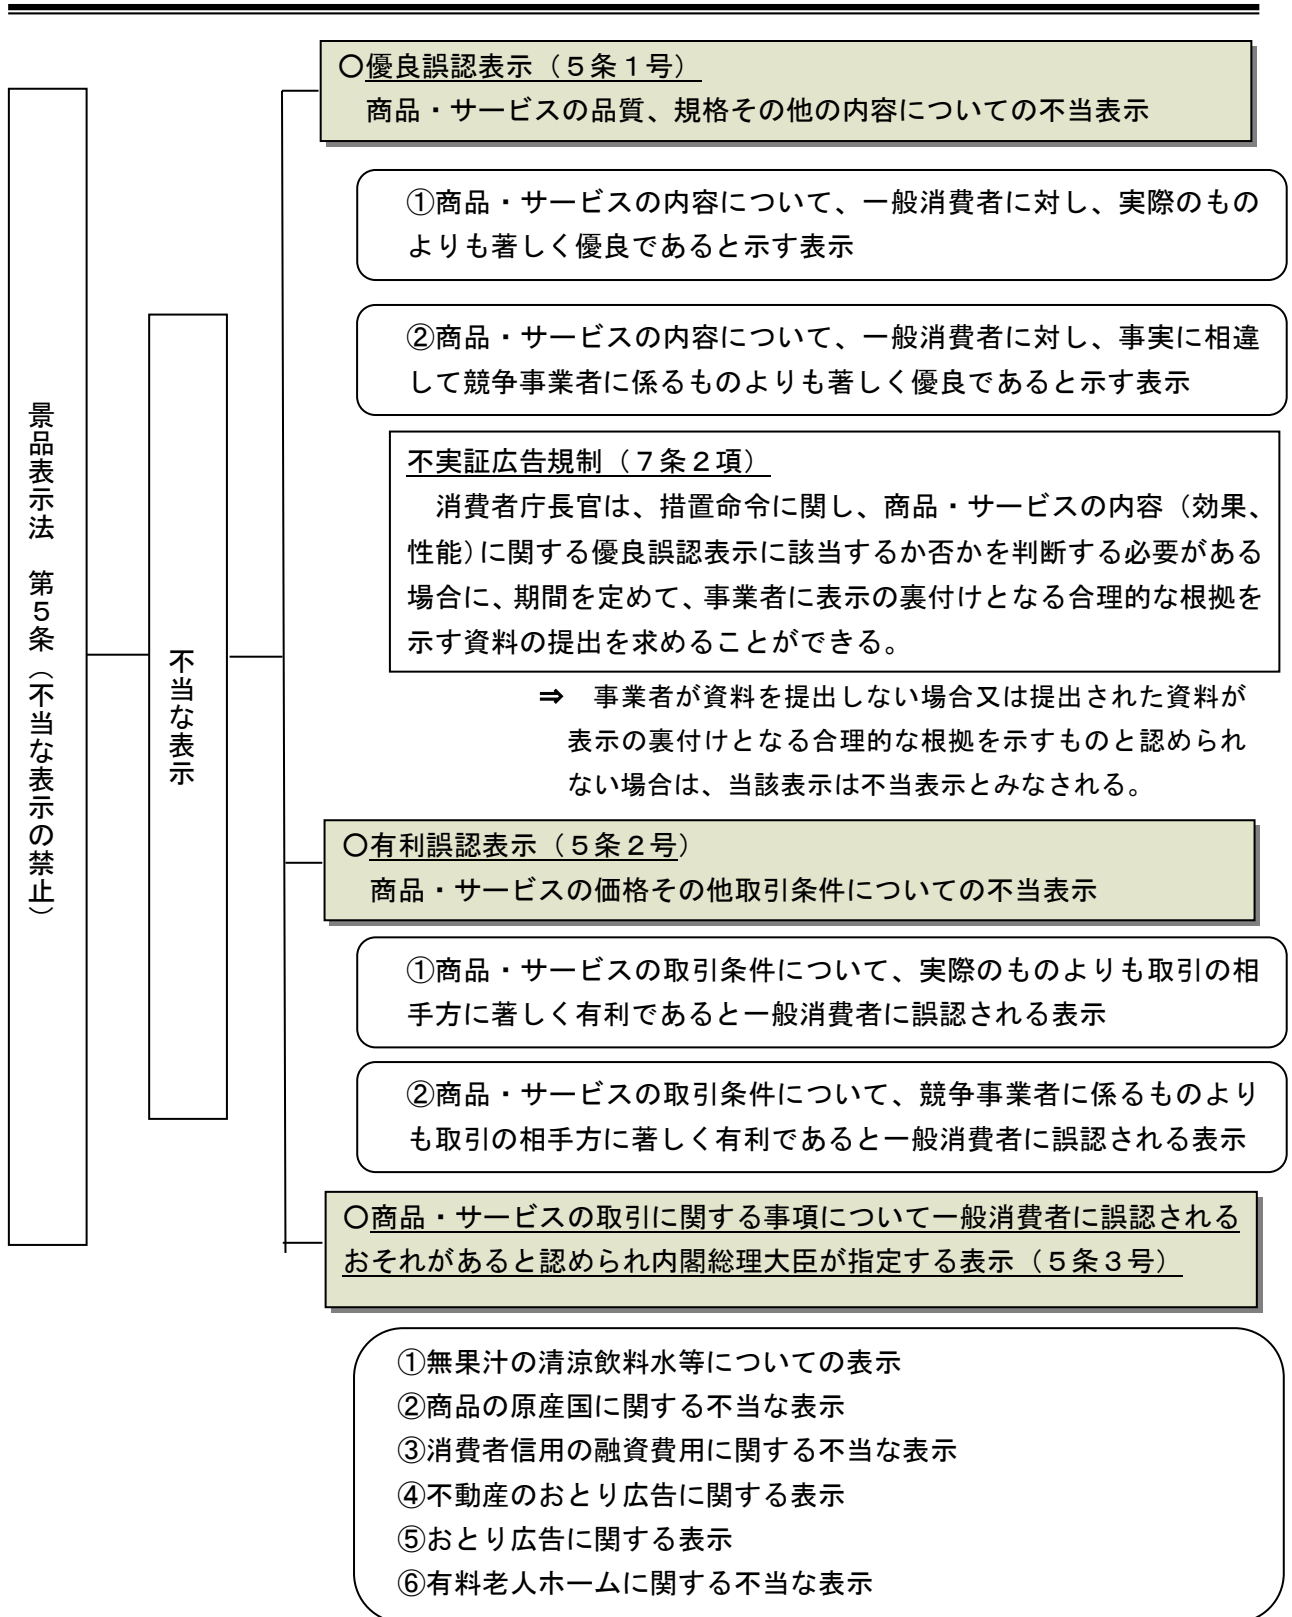 景品表示法　第５条（不当な表示の禁止）
不当な表示
〇優良誤認表示（５条１号）
商品・サービスの品質、規格その他の内容についての不当表示
①商品・サービスの内容について、一般消費者に対し、実際のもの
よりも著しく優良であると示す表示
②商品・サービスの内容について、一般消費者に対し、事実に相違
して競争事業者に係るものよりも著しく優良であると示す表示
不実証広告規制（７条２項）
消費者庁長官は、措置命令に関し、商品・サービスの内容（効果、
性能）に関する優良誤認表示に該当するか否かを判断する必要がある
場合に、期間を定めて、事業者に表示の裏付けとなる合理的な根拠を
示す資料の提出を求めることができる。
⇒　事業者が資料を提出しない場合又は提出された資料が
表示の裏付けとなる合理的な根拠を示すものと認められ
ない場合は、当該表示は不当表示とみなされる。
〇有利誤認表示（５条２号）
商品・サービスの価格その他取引条件についての不当表示
①商品・サービスの取引条件について、実際のものよりも取引の相
手方に著しく有利であると一般消費者に誤認される表示
②商品・サービスの取引条件について、競争事業者に係るものより
も取引の相手方に著しく有利であると一般消費者に誤認される表示
〇商品・サービスの取引に関する事項について一般消費者に誤認される
おそれがあると認められ内閣総理大臣が指定する表示（５条３号）
①無果汁の清涼飲料水等についての表示
②商品の原産国に関する不当な表示
③消費者信用の融資費用に関する不当な表示
④不動産のおとり広告に関する表示
⑤おとり広告に関する表示
⑥有料老人ホームに関する不当な表示